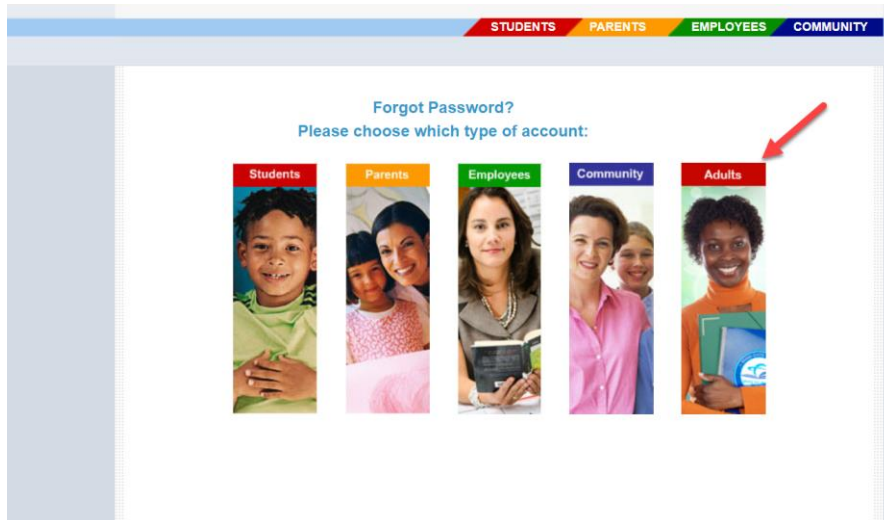 STUDENTS PARENTS EMPLOYEES COMMUNITY
Forgot Password?
Please choose which type of account:
Students Parents Employees Community Adults